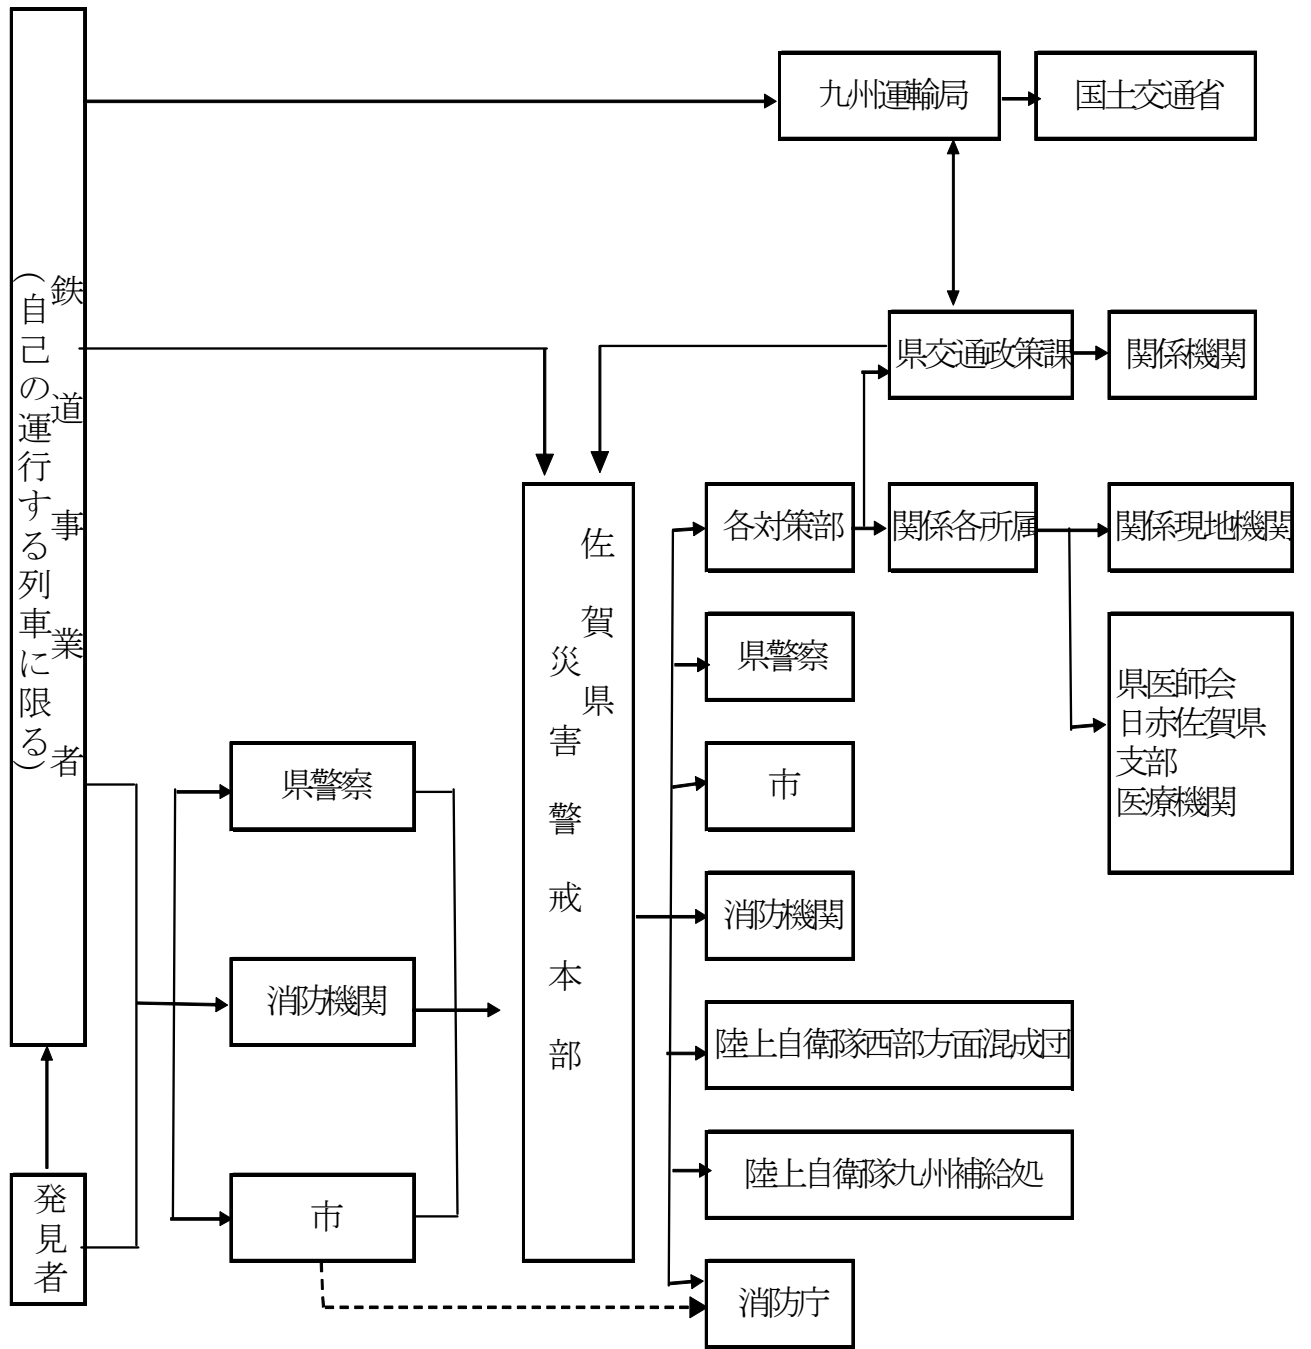 九州運輸局
国土交通省
鉄道事業者
(自己の運行する列車に限る)
県交通政策課
関係機関
佐賀県
災害警戒本部
各対策部
関係各所属
関係現地機関
県警察
県医師会
日赤佐賀県
支部
医療機関
県警察
市
消防機関
消防機関
陸上自衛隊西部方面混成団
陸上自衛隊九州補給処
発見者
市
消防庁